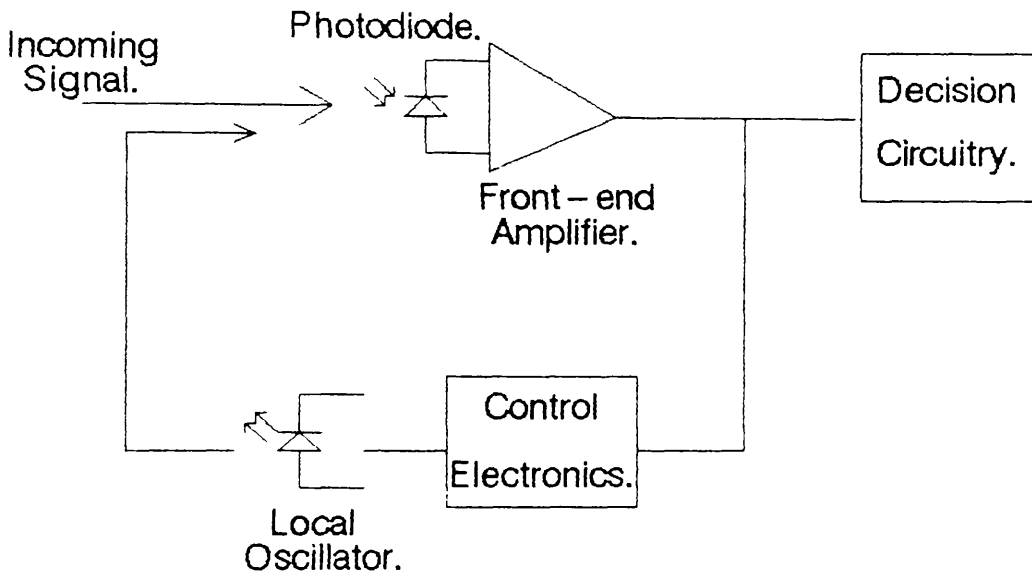 Photodiode.
Incoming
Signal.
Decision
Circuitry.
Front-end
Amplifier.
Control
Electronics.
Local
Oscillator.